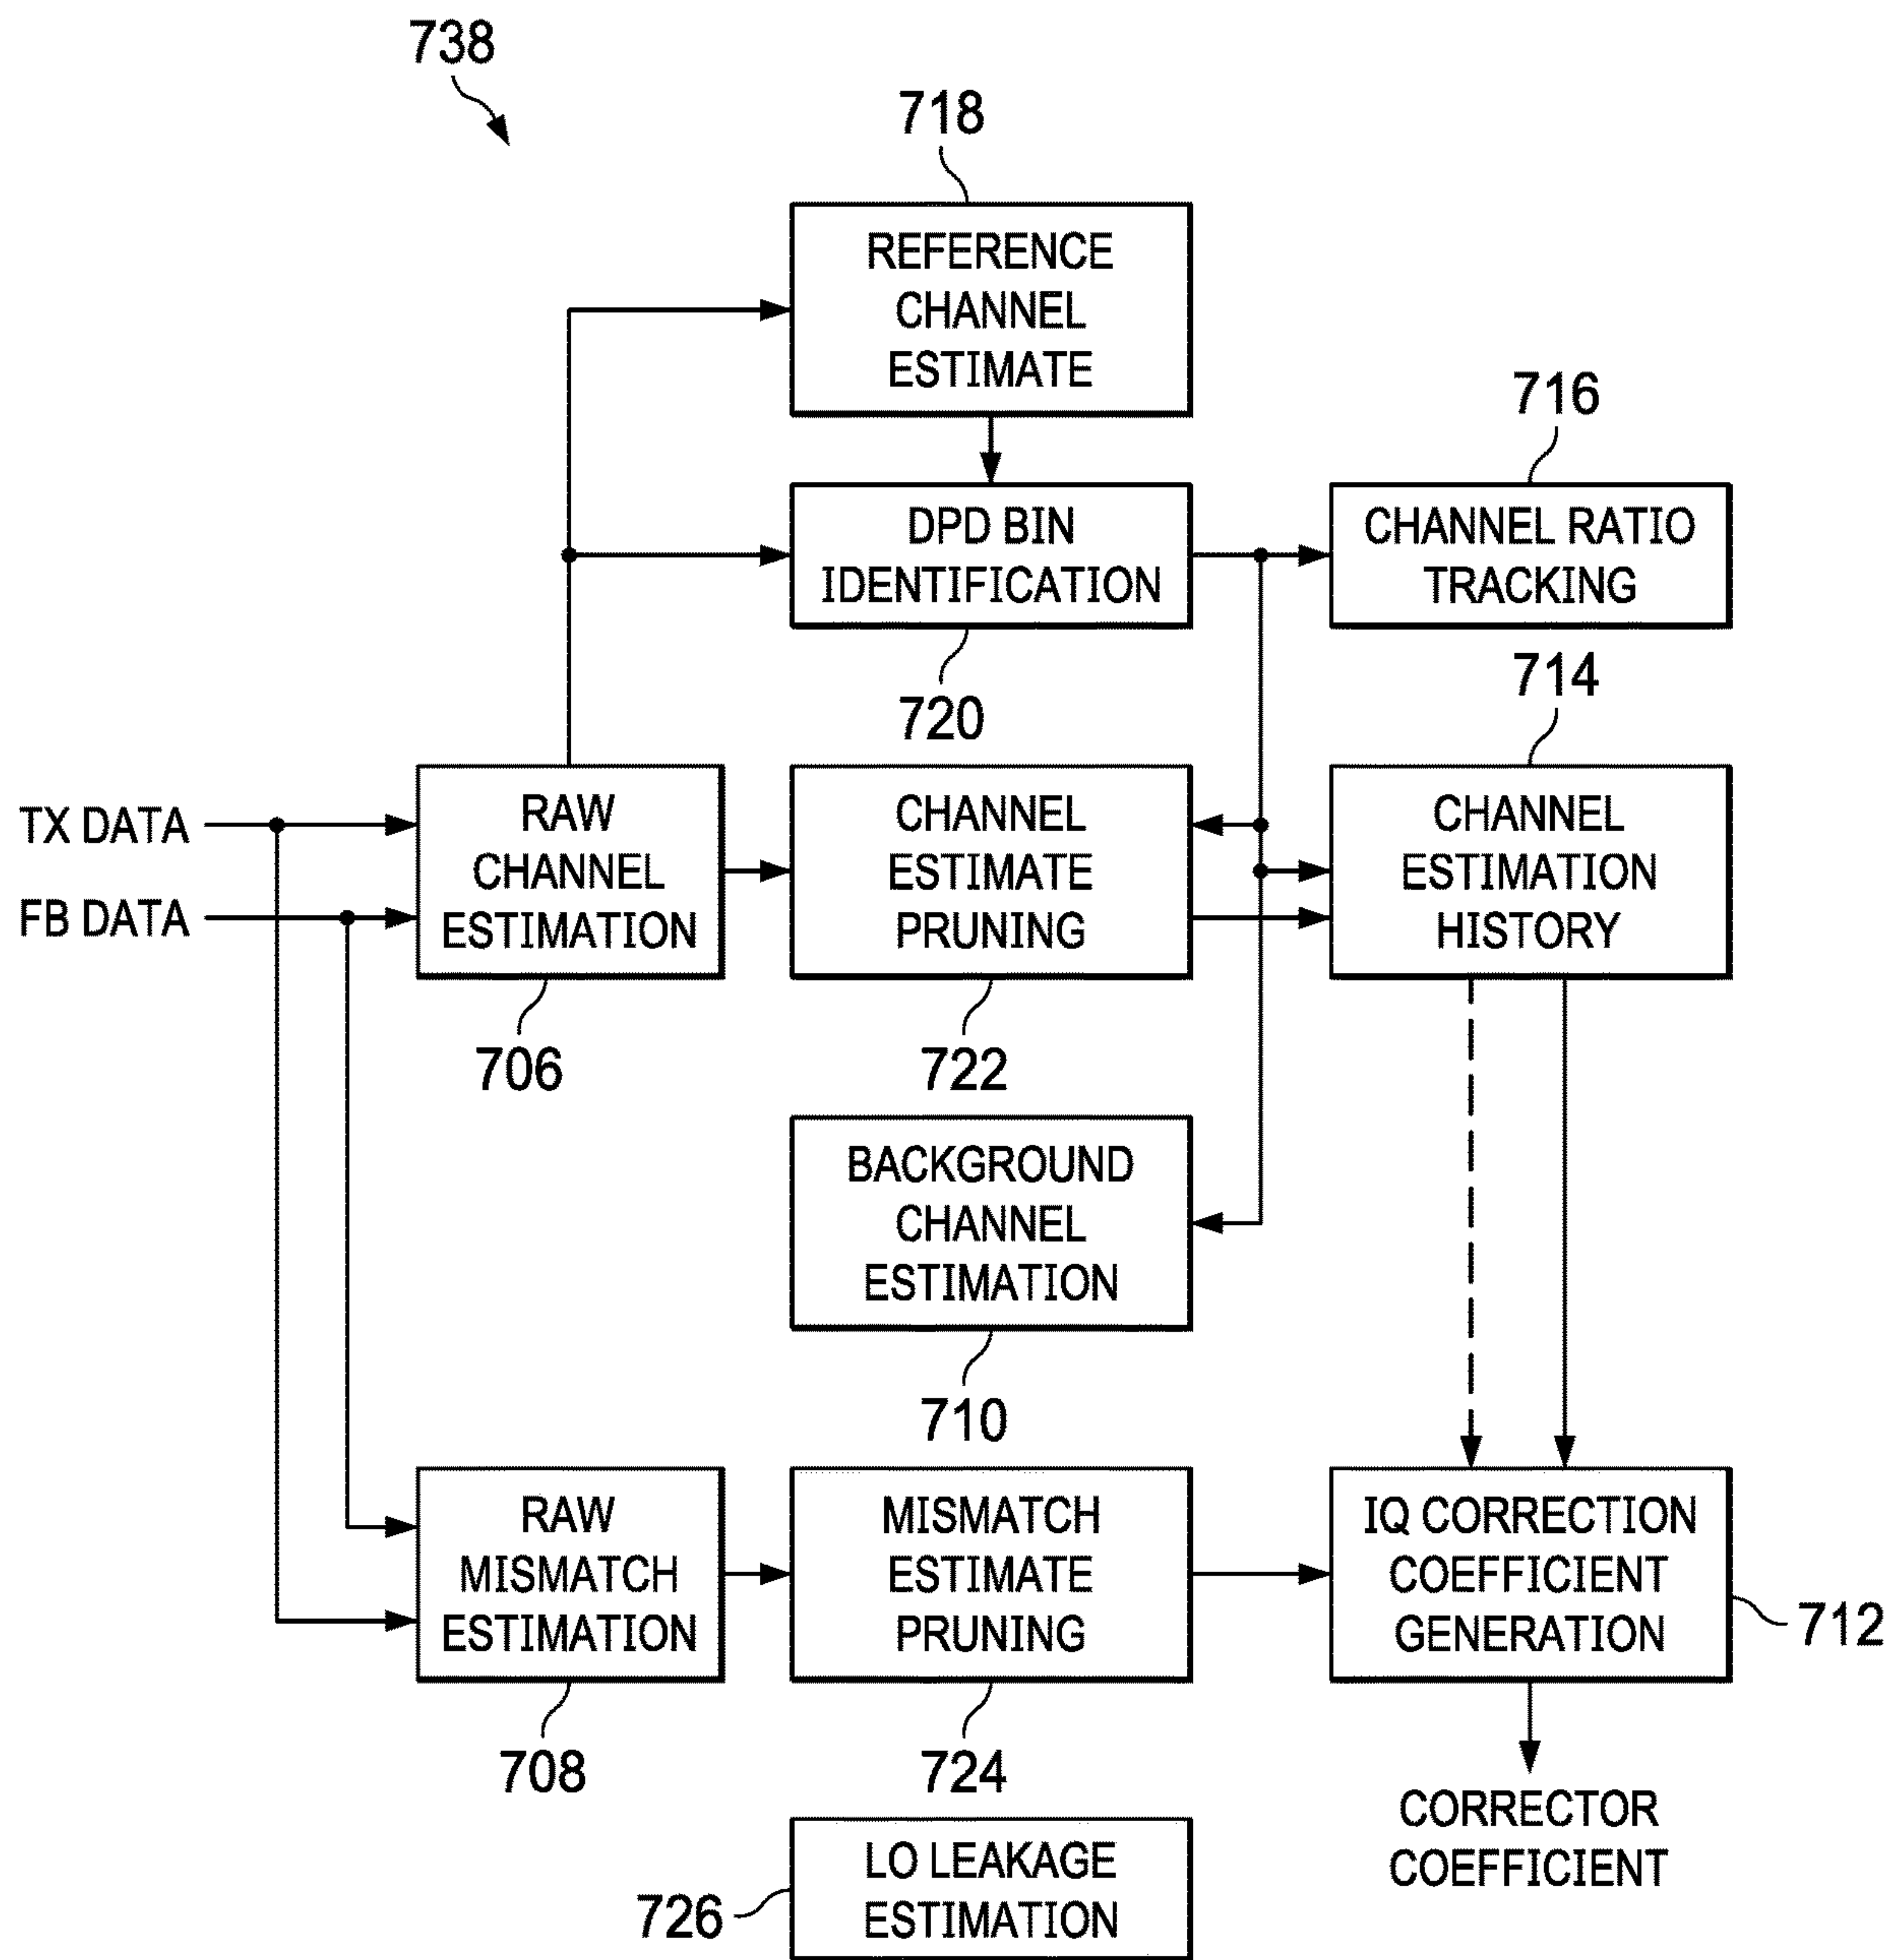 738
718
REFERENCE
CHANNEL
ESTIMATE
716
DPD BIN
IDENTIFICATION
CHANNEL RATIO
TRACKING
720
714
TX DATA
FB DATA
RAW
CHANNEL
ESTIMATION
CHANNEL
ESTIMATE
PRUNING
CHANNEL
ESTIMATION
HISTORY
706
722
BACKGROUND
CHANNEL
ESTIMATION
710
RAW
MISMATCH
ESTIMATION
MISMATCH
ESTIMATE
PRUNING
IQ CORRECTION
COEFFICIENT
GENERATION
712
708
724
CORRECTOR
COEFFICIENT
LO LEAKAGE
ESTIMATION
726